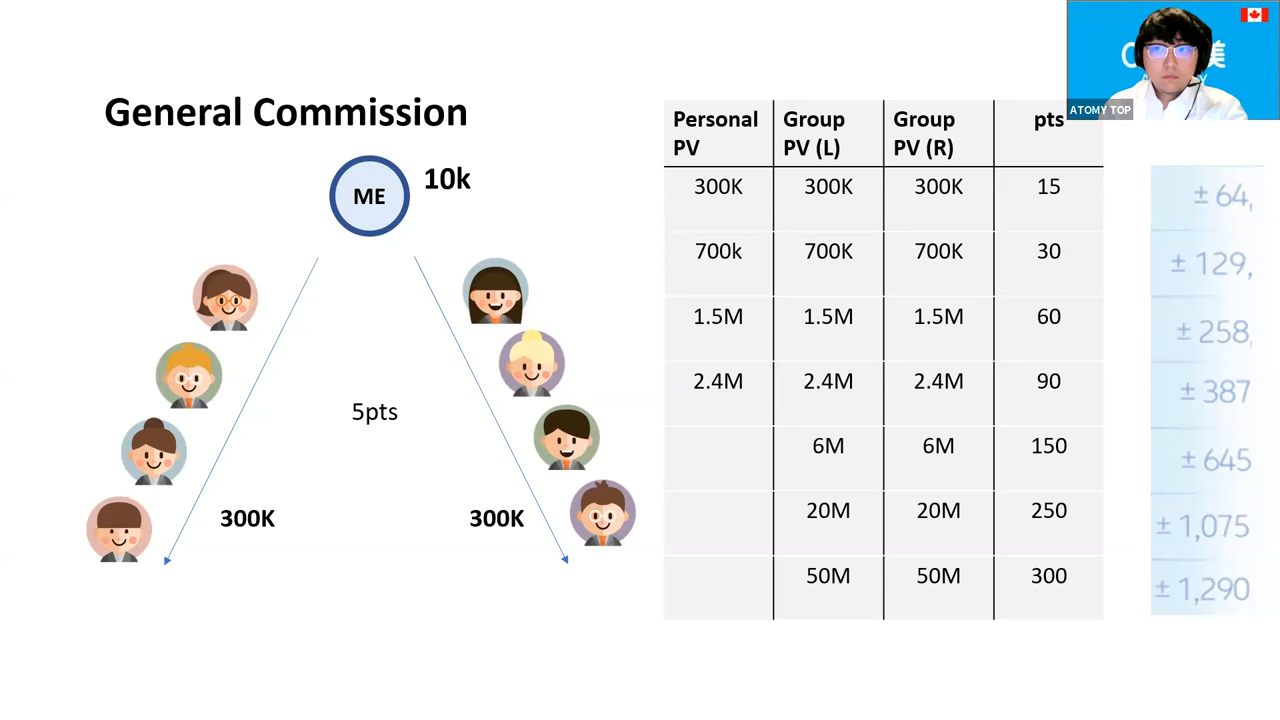 General Commission
ME
10k
5pts
300K
300K
Personal PV
Group PV (L)
Group PV (R)
pts
300K 300K 300K 15
700k 700K 700K 30
1.5M 1.5M 1.5M 60
2.4M 2.4M 2.4M 90
6M 6M 150
20M 20M 250
50M 50M 300
± 64,
± 129,
± 258,
± 387
± 645
± 1,075
± 1,290
美
ATOMY TOP